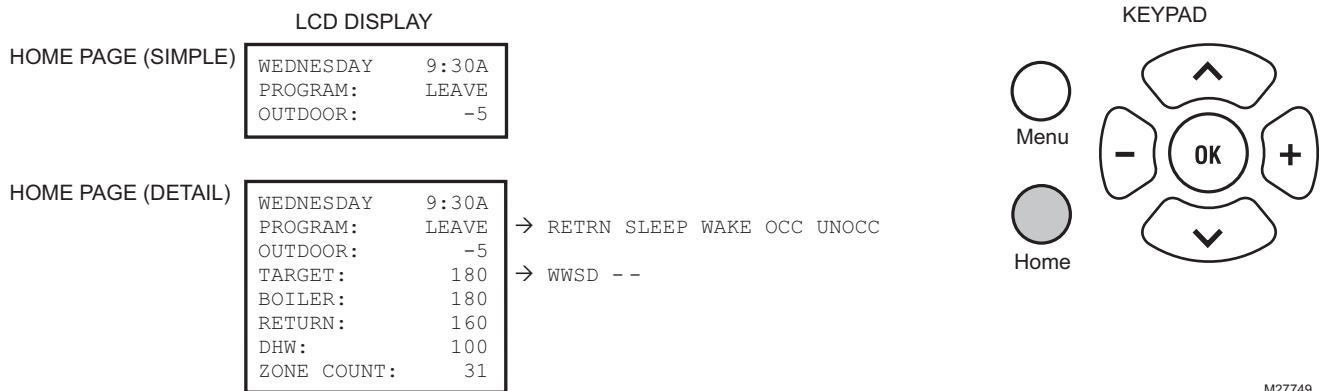 LCD DISPLAY
KEYPAD
HOME PAGE (SIMPLE)
WEDNESDAY 9:30A
PROGRAM: LEAVE
OUTDOOR: -5
Menu
- OK +
Home
HOME PAGE (DETAIL)
WEDNESDAY 9:30A
PROGRAM: LEAVE → RETRN SLEEP WAKE OCC UNOCC
OUTDOOR: -5
TARGET: 180 → WWSD --
BOILER: 180
RETURN: 160
DHW: 100
ZONE COUNT: 31
M27749